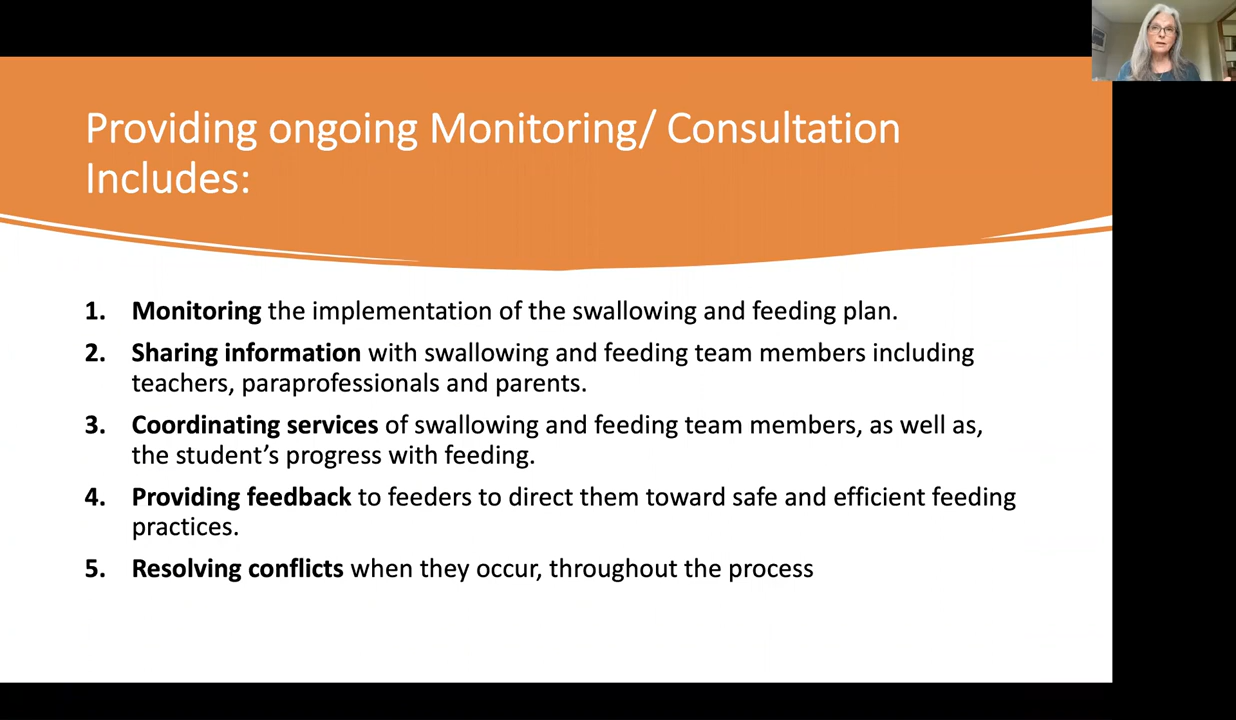 Providing ongoing Monitoring/ Consultation
Includes:
1. Monitoring the implementation of the swallowing and feeding plan.
2. Sharing information with swallowing and feeding team members including
teachers, paraprofessionals and parents.
3. Coordinating services of swallowing and feeding team members, as well as,
the student’s progress with feeding.
4. Providing feedback to feeders to direct them toward safe and efficient feeding
practices.
5. Resolving conflicts when they occur, throughout the process